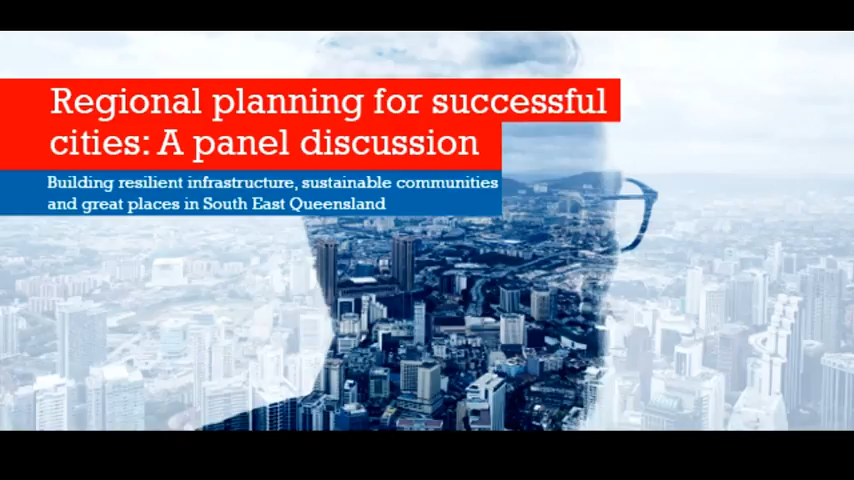 Regional planning for successful
cities: A panel discussion
Building resilient infrastructure, sustainable communities
and great places in South East Queensland